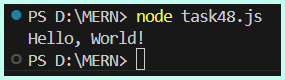 PS D:\MERN> node task48.js
Hello, World!
PS D:\MERN>